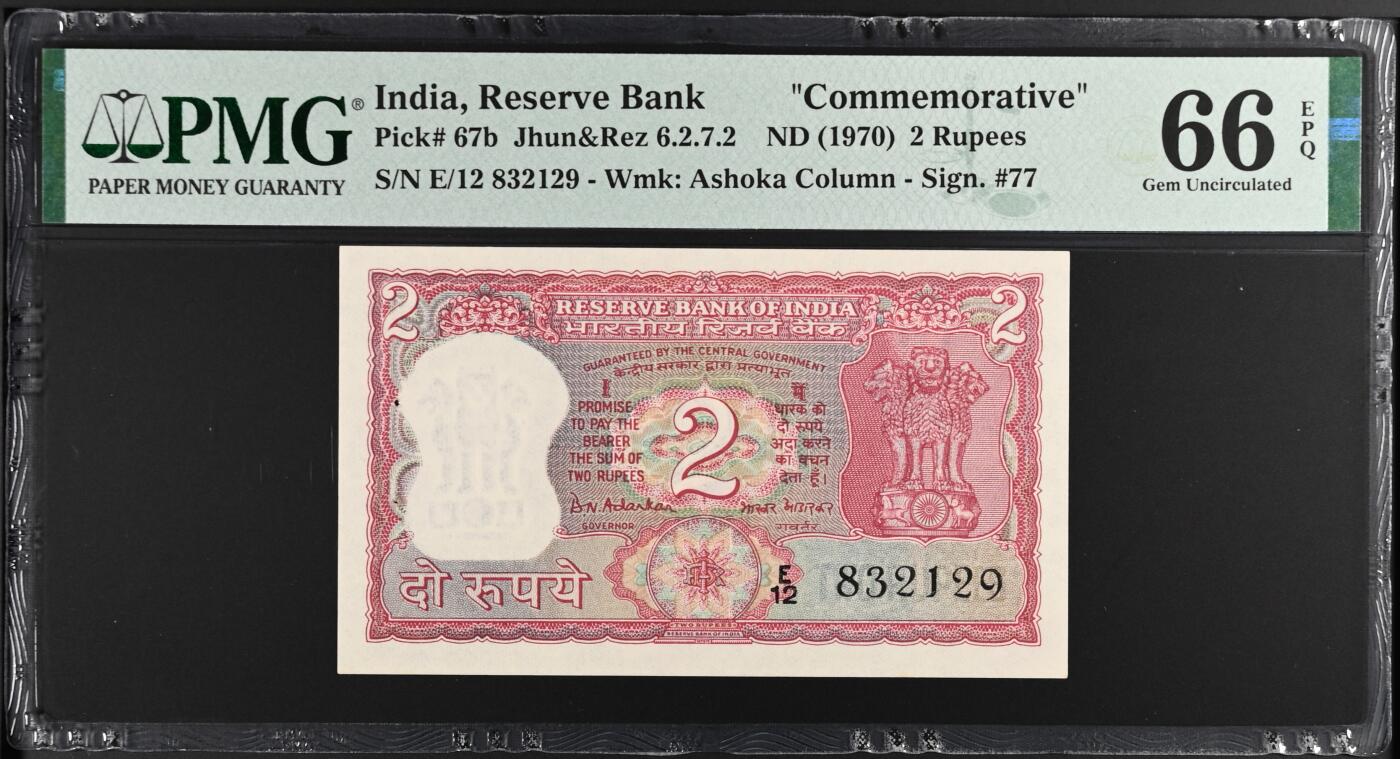 PMG®
PAPER MONEY GUARANTY
India, Reserve Bank "Commemorative"
Pick# 67b Jhun&Rez 6.2.7.2 ND (1970) 2 Rupees
S/N E/12 832129 - Wmk: Ashoka Column - Sign. #77
66
EPQ
Gem Uncirculated
2
2
RESERVE BANK OF INDIA
भारतीय रिज़र्व बैंक
GUARANTEED BY THE CENTRAL GOVERNMENT
केन्द्रीय सरकार द्वारा प्रत्याभूत
I
PROMISE
TO PAY THE
BEARER
THE SUM OF
TWO RUPEES
2
मैं
धारक को
दो रुपये
अदा करने
का वचन
देता हूँ।
B.N. Adarkar
GOVERNOR
गवर्नर
दो रुपये
E
12
832129
TWO RUPEES
RESERVE BANK OF INDIA